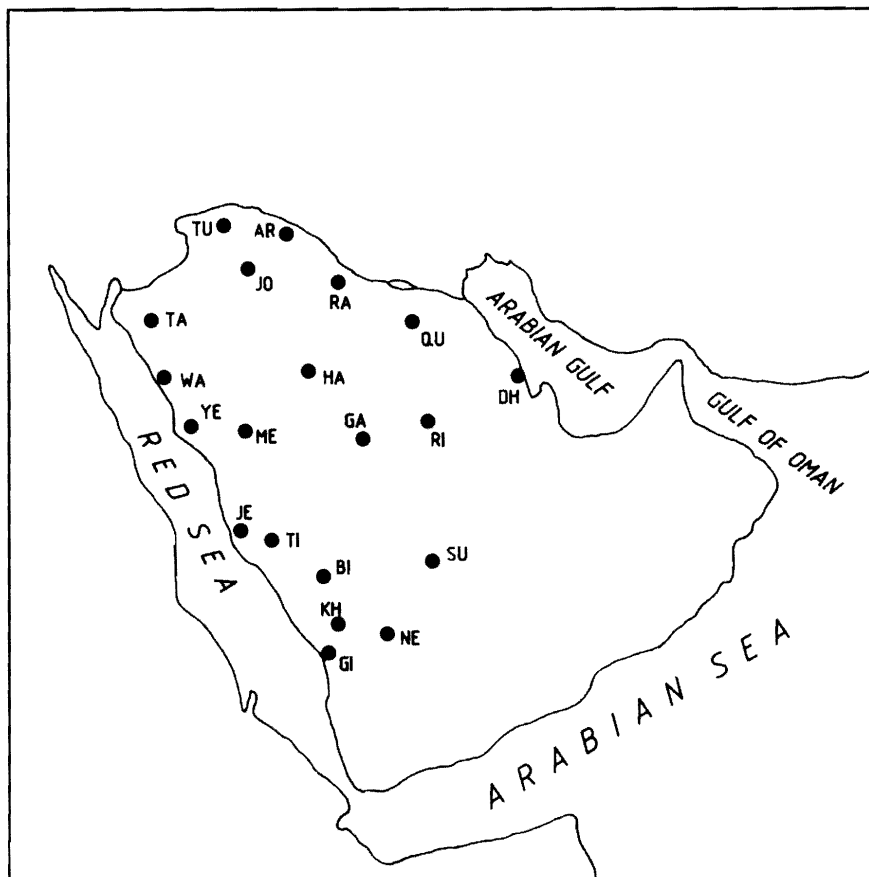 TU
AR
JO
RA
TA
QU
ARABIAN GULF
WA
HA
DH
YE
ME
GA
RI
GULF OF OMAN
RED SEA
JE
TI
BI
SU
KH
NE
GI
ARABIAN SEA